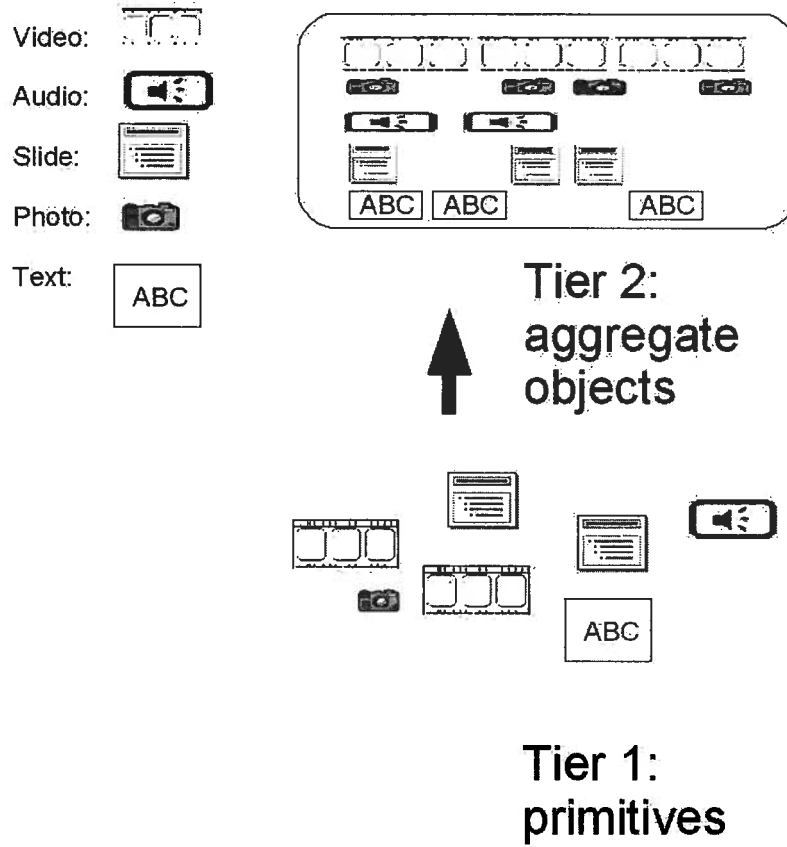 Video:
Audio:
Slide:
Photo:
Text:
ABC
ABC ABC ABC
Tier 2:
aggregate
objects
ABC
Tier 1:
primitives